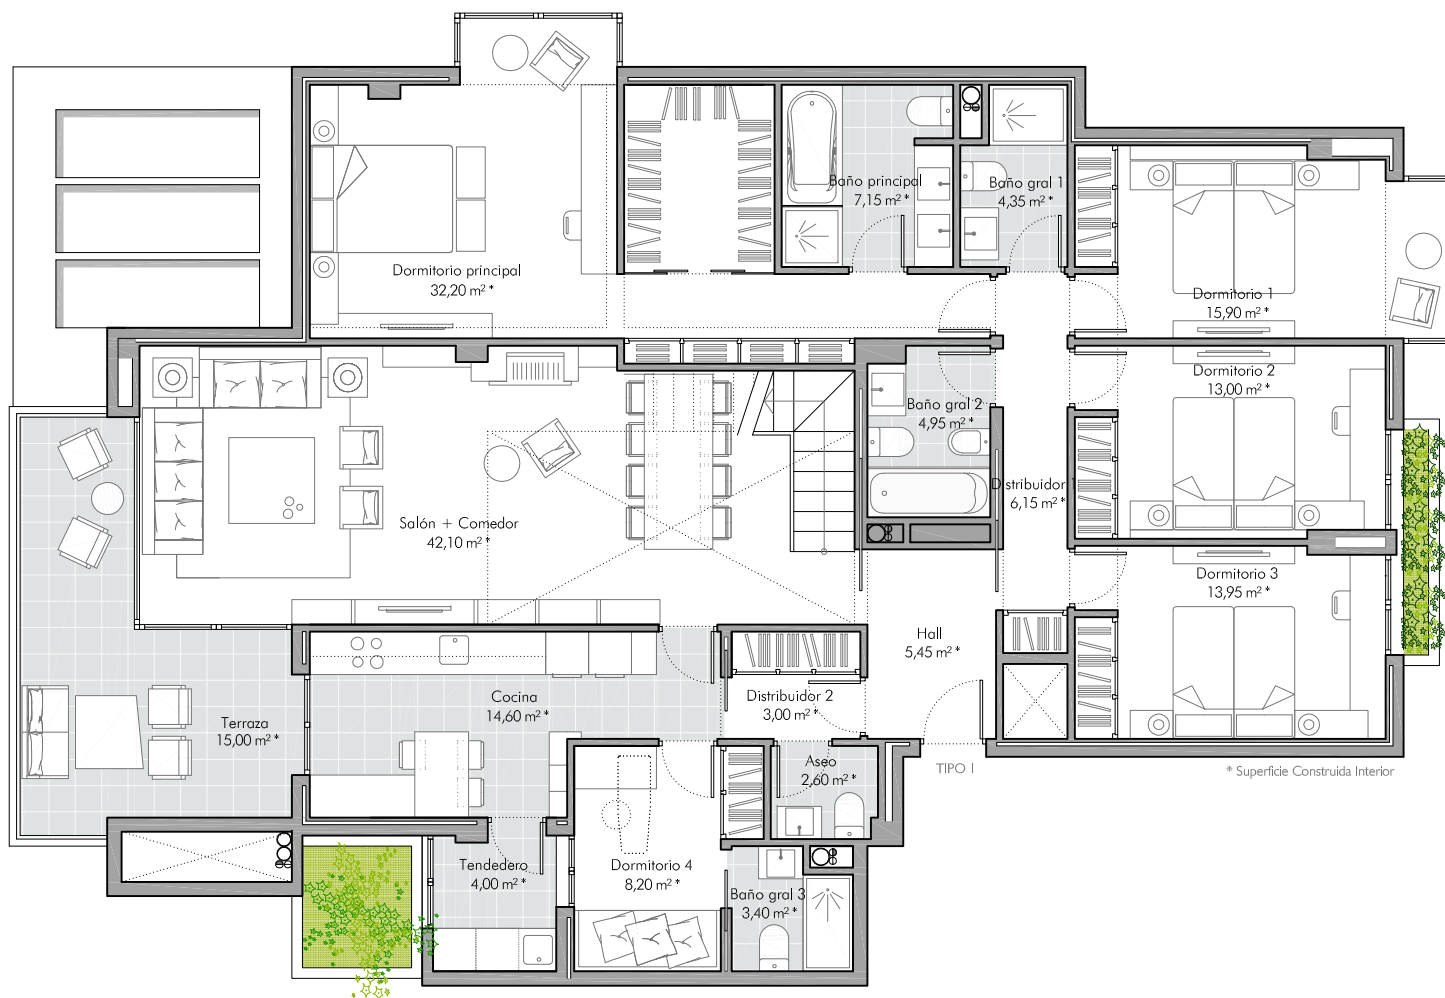 Baño principal
7,15 m² *
Baño gral 1
4,35 m² *
Dormitorio principal
32,20 m² *
Dormitorio 1
15,90 m² *
Dormitorio 2
13,00 m² *
Baño gral 2
4,95 m² *
Distribuidor 1
6,15 m² *
Salón + Comedor
42,10 m² *
Dormitorio 3
13,95 m² *
Hall
5,45 m² *
Cocina
14,60 m² *
Distribuidor 2
3,00 m² *
Terraza
15,00 m² *
Aseo
2,60 m² *
TIPO I
* Superficie Construida Interior
Tendedero
4,00 m² *
Dormitorio 4
8,20 m² *
Baño gral 3
3,40 m² *